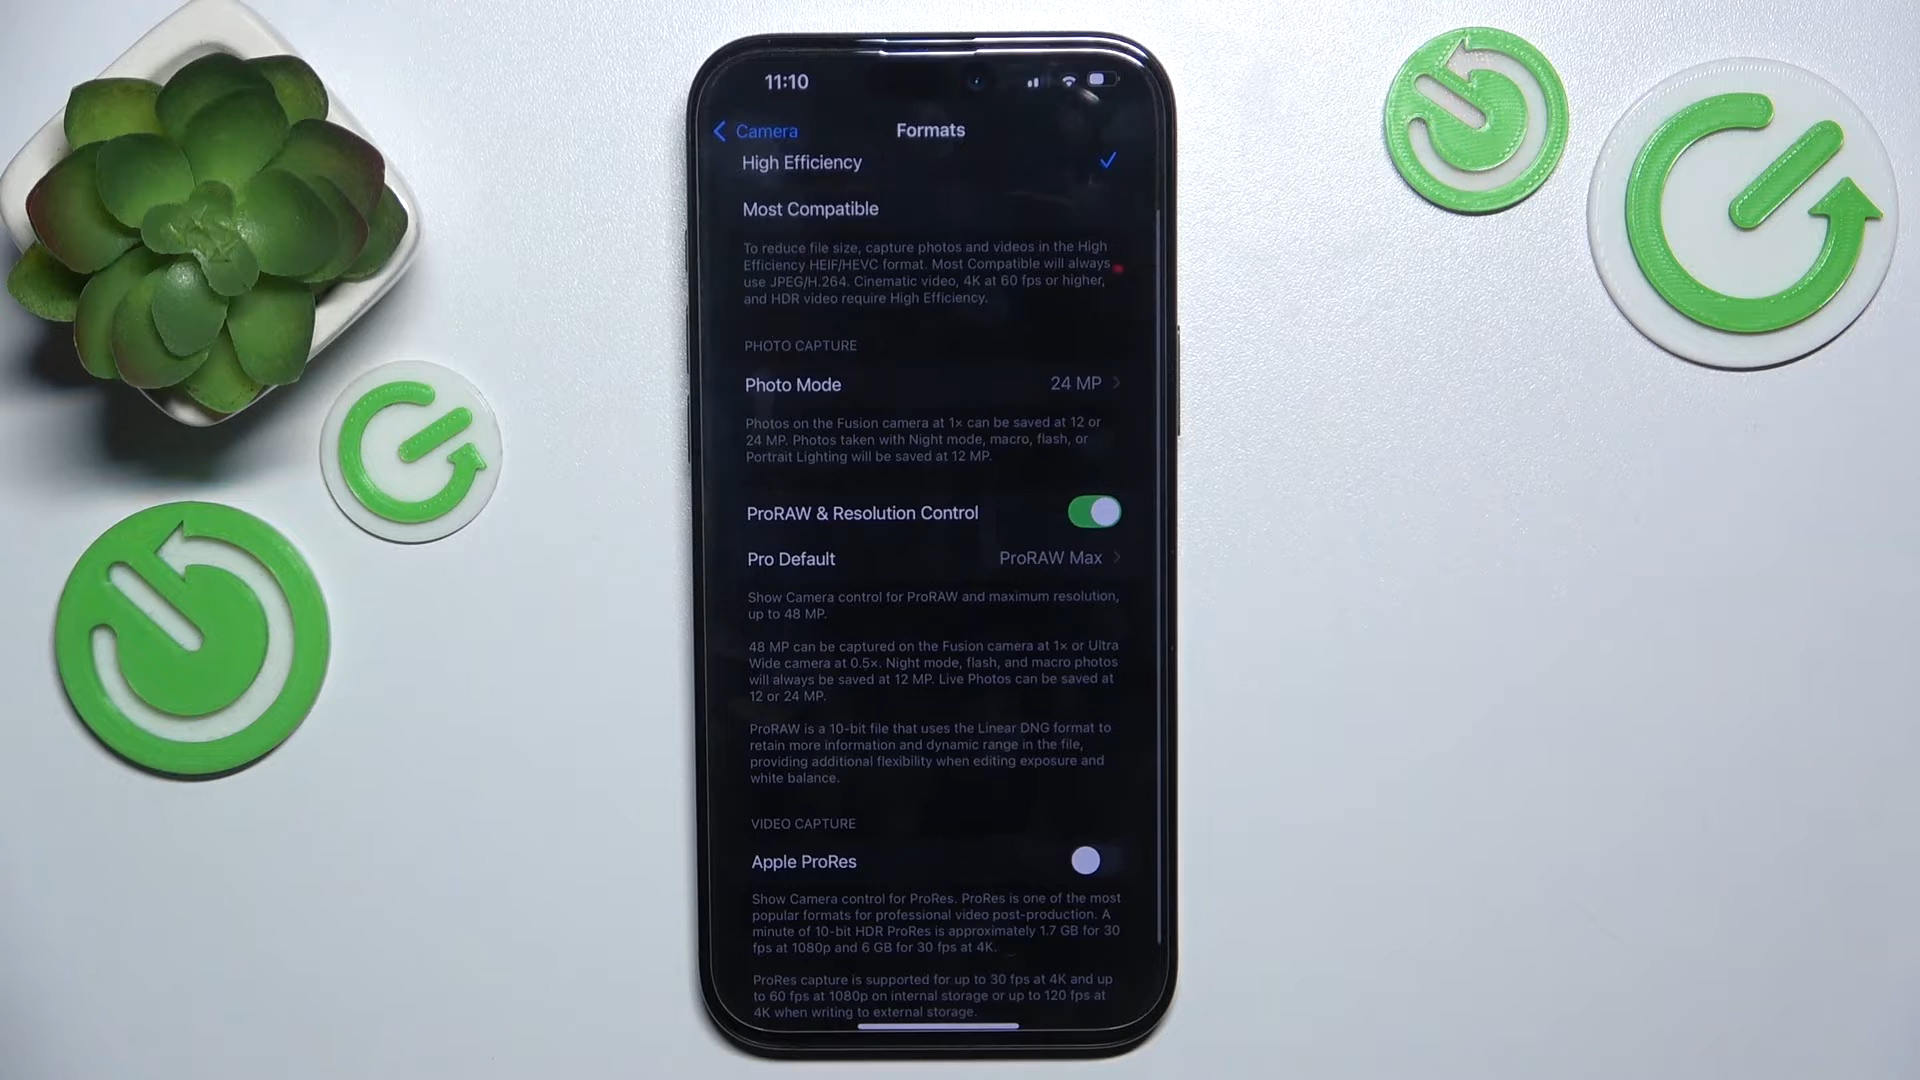 11:10
Camera
Formats
High Efficiency
Most Compatible
To reduce file size, capture photos and videos in the High
Efficiency HEIF/HEVC format. Most Compatible will always
use JPEG/H.264. Cinematic video, 4K at 60 fps or higher,
and HDR video require High Efficiency.
PHOTO CAPTURE
Photo Mode 24 MP
Photos on the Fusion camera at 1× can be saved at 12 or
24 MP. Photos taken with Night mode, macro, flash, or
Portrait Lighting will be saved at 12 MP.
ProRAW & Resolution Control
Pro Default ProRAW Max
Show Camera control for ProRAW and maximum resolution,
up to 48 MP.
48 MP can be captured on the Fusion camera at 1× or Ultra
Wide camera at 0.5×. Night mode, flash, and macro photos
will always be saved at 12 MP. Live Photos can be saved at
12 or 24 MP.
ProRAW is a 10-bit file that uses the Linear DNG format to
retain more information and dynamic range in the file,
providing additional flexibility when editing exposure and
white balance.
VIDEO CAPTURE
Apple ProRes
Show Camera control for ProRes. ProRes is one of the most
popular formats for professional video post-production. A
minute of 10-bit HDR ProRes is approximately 1.7 GB for 30
fps at 1080p and 6 GB for 30 fps at 4K.
ProRes capture is supported for up to 30 fps at 4K and up
to 60 fps at 1080p on internal storage or up to 120 fps at
4K when writing to external storage.